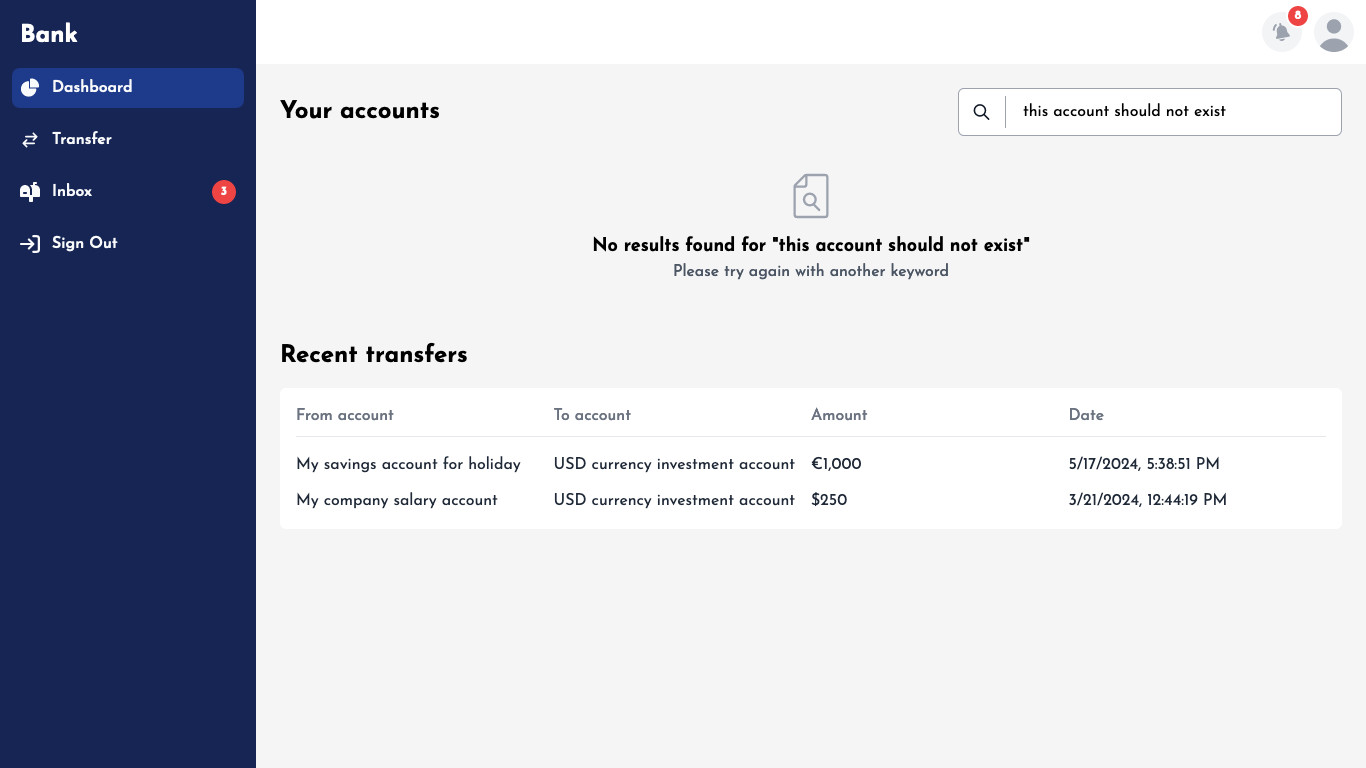 Bank
Dashboard
Transfer
Inbox
3
Sign Out
8
Your accounts
this account should not exist
No results found for "this account should not exist"
Please try again with another keyword
Recent transfers
From account To account Amount Date
My savings account for holiday USD currency investment account €1,000 5/17/2024, 5:38:51 PM
My company salary account USD currency investment account $250 3/21/2024, 12:44:19 PM